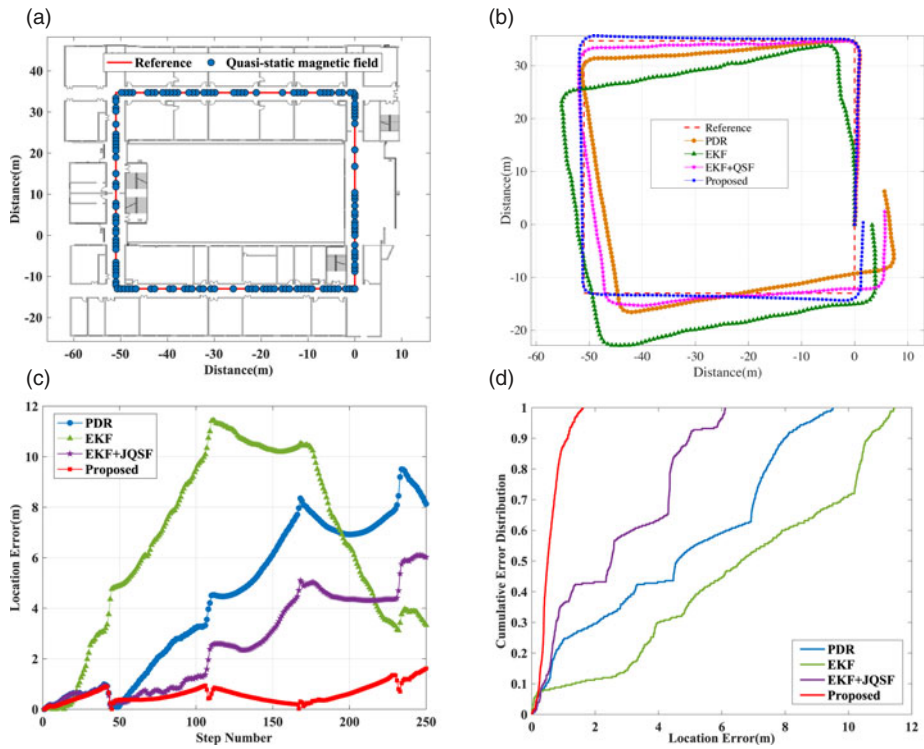 (a)
Reference
Quasi-static magnetic field
40
30
20
10
0
-10
-20
Distance(m)
-60 -50 -40 -30 -20 -10 0 10
Distance(m)
(b)
Reference
PDR
EKF
EKF+QSF
Proposed
30
20
10
0
-10
-20
Distance(m)
-60 -50 -40 -30 -20 -10 0 10
Distance(m)
(c)
PDR
EKF
EKF+JQSF
Proposed
12
10
8
6
4
2
0
Location Error(m)
0 50 100 150 200 250
Step Number
(d)
1
0.9
0.8
0.7
0.6
0.5
0.4
0.3
0.2
0.1
0
Cumulative Error Distribution
PDR
EKF
EKF+JQSF
Proposed
0 2 4 6 8 10 12
Location Error(m)